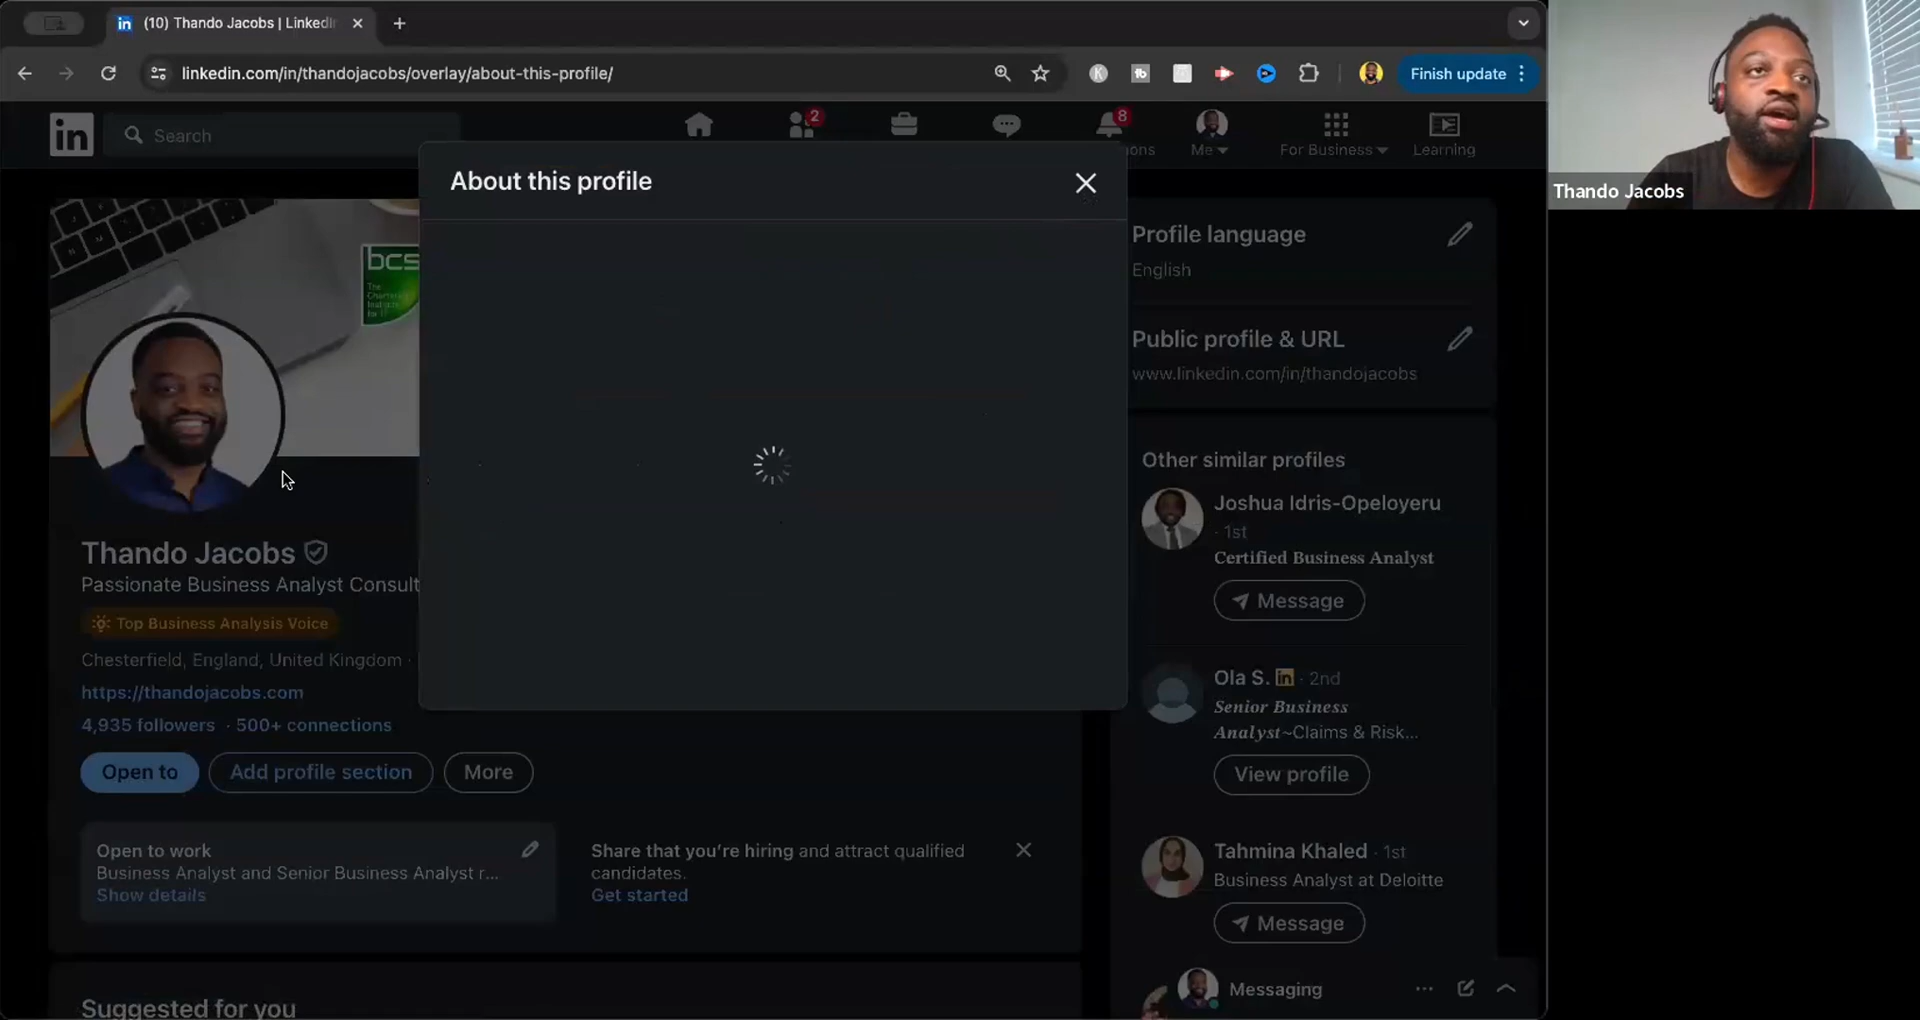 (10) Thando Jacobs | LinkedIn
linkedin.com/in/thandojacobs/overlay/about-this-profile/
Finish update
in
Search
2
8
ons
Me
For Business
Learning
About this profile
bcs
The
Thando Jacobs
Passionate Business Analyst Consult
Top Business Analysis Voice
Chesterfield, England, United Kingdom ·
https://thandojacobs.com
4,935 followers · 500+ connections
Open to
Add profile section
More
Open to work
Business Analyst and Senior Business Analyst r...
Show details
Share that you're hiring and attract qualified
candidates.
Get started
Suggested for you
Profile language
English
Public profile & URL
www.linkedin.com/in/thandojacobs
Other similar profiles
Joshua Idris-Opeloyeru
· 1st
Certified Business Analyst
Message
Ola S. in · 2nd
Senior Business
Analyst~Claims & Risk...
View profile
Tahmina Khaled · 1st
Business Analyst at Deloitte
Message
Messaging
Thando Jacobs